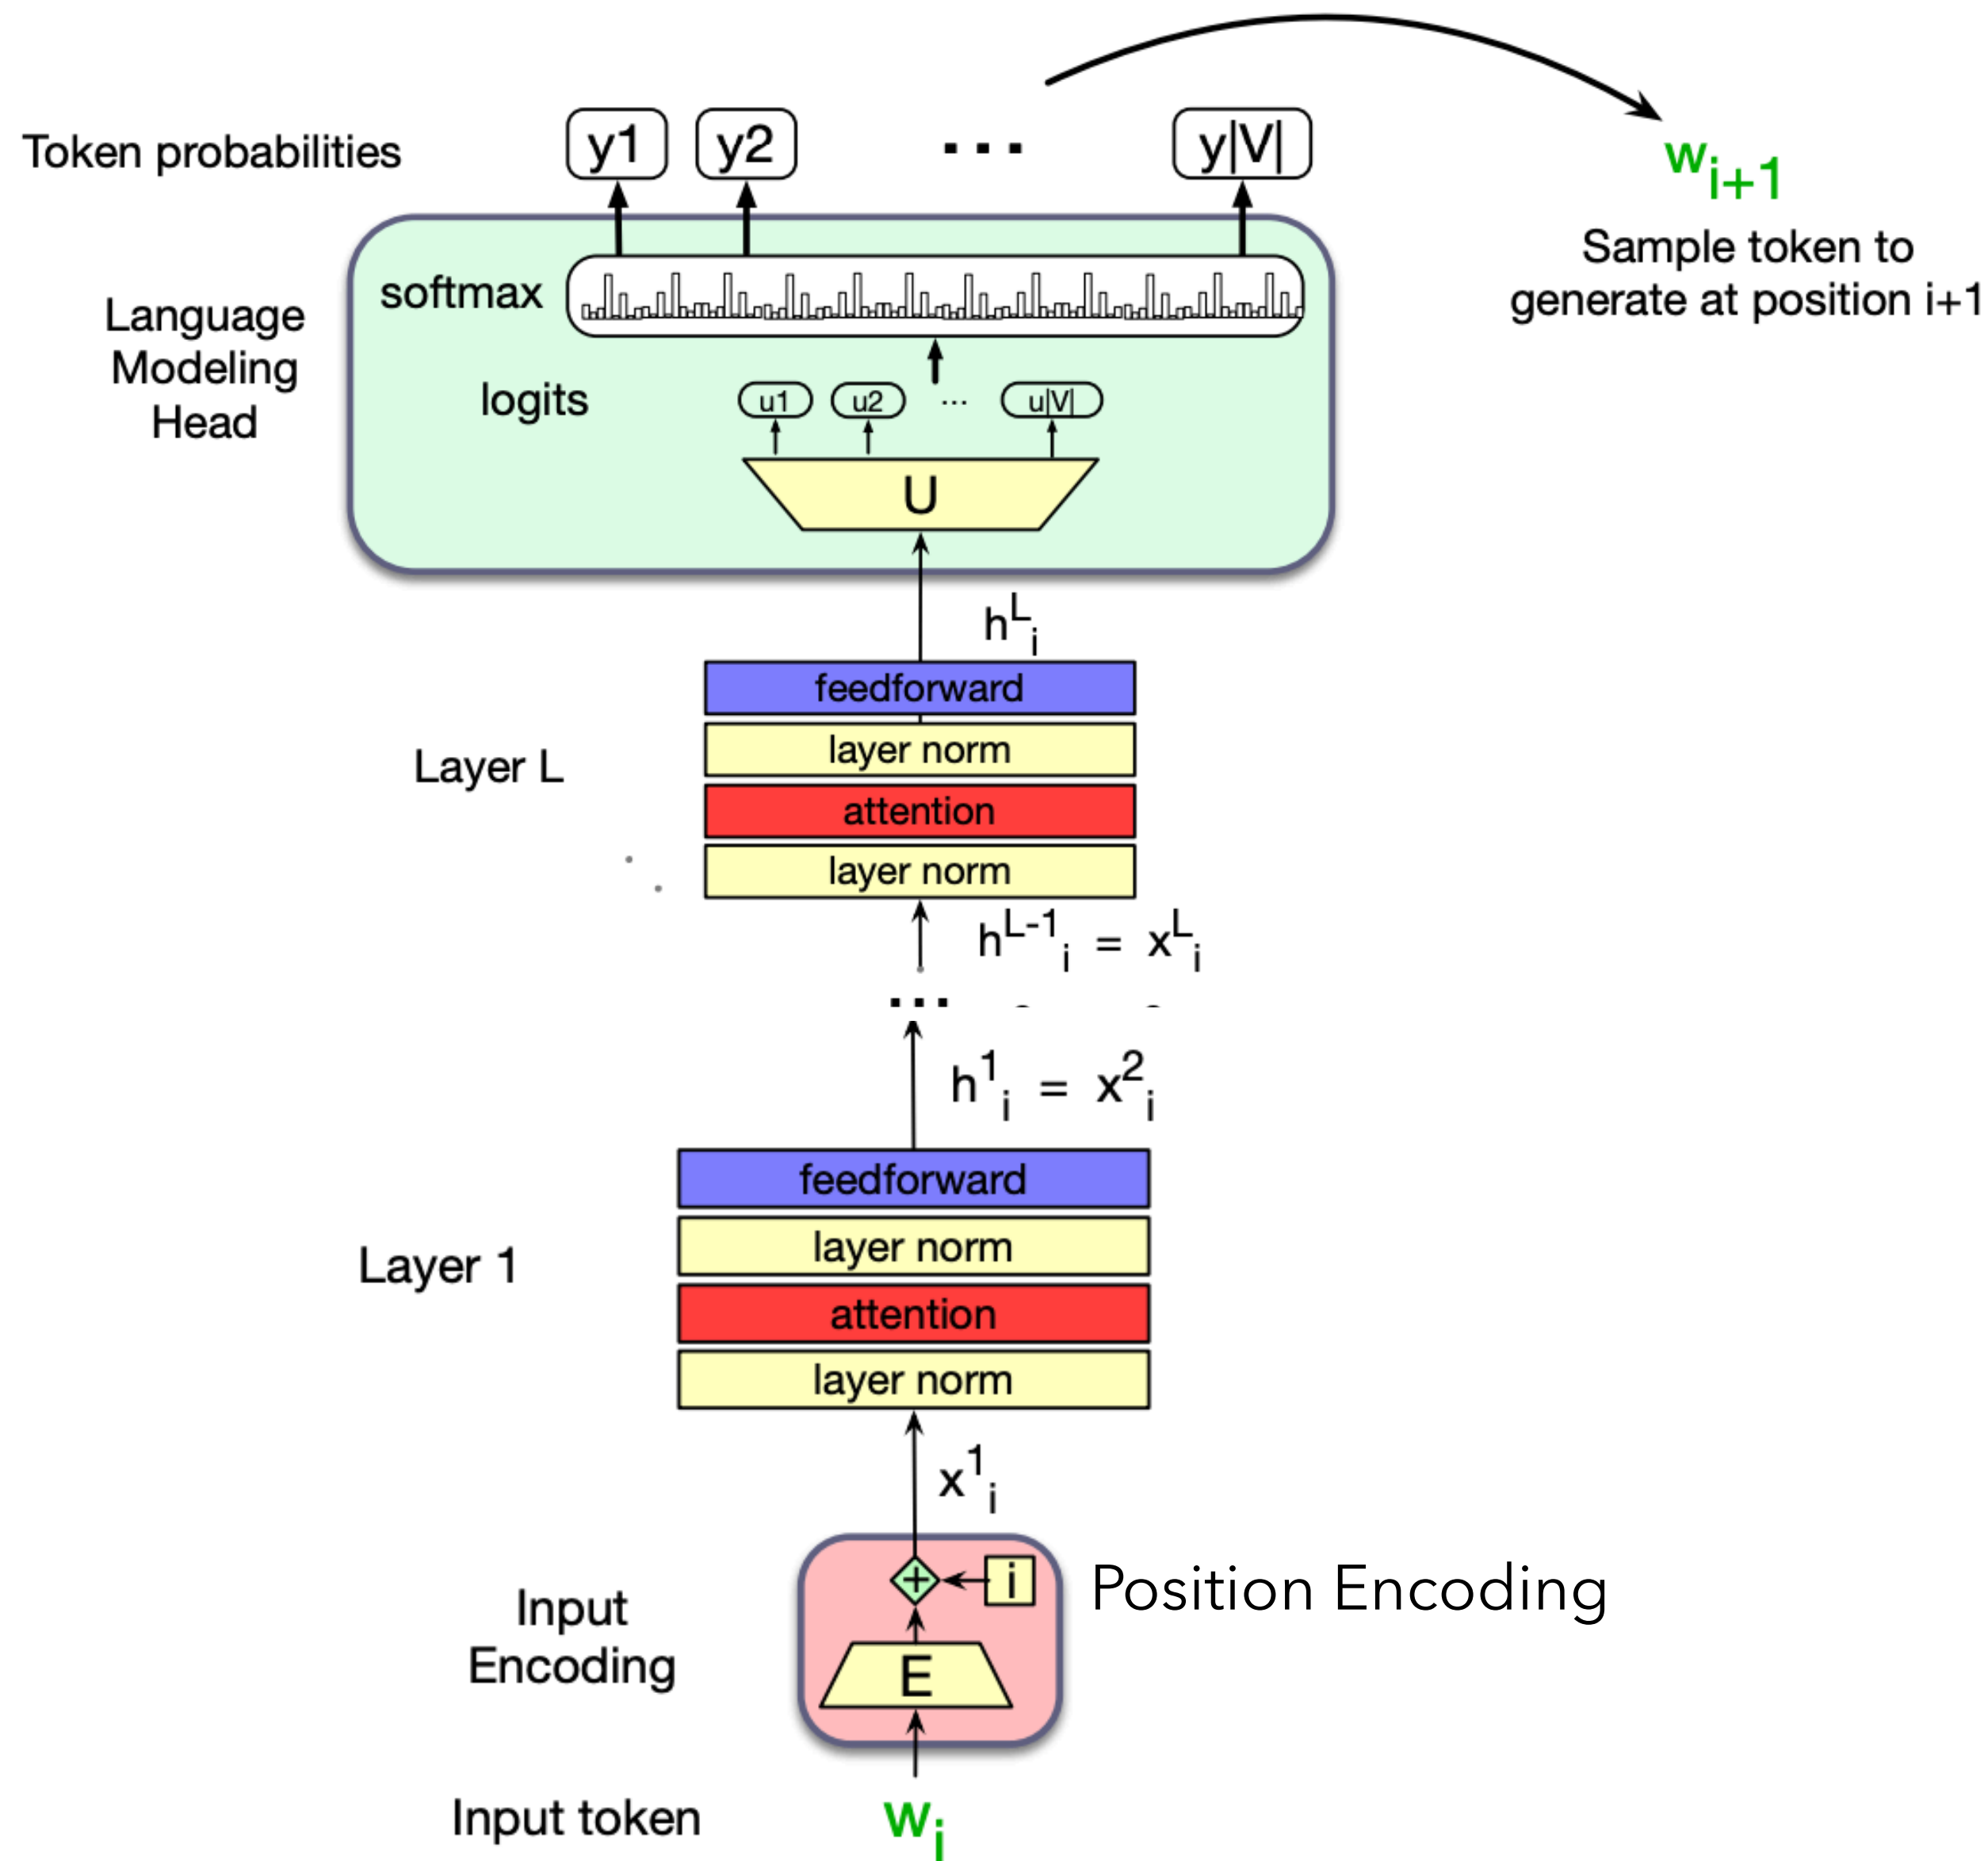 Token probabilities
y1 y2 ... y|V|
w_{i+1}
Sample token to
generate at position i+1
Language
Modeling
Head
softmax
logits
u1 u2 ... u|V|
U
h^L_i
Layer L
feedforward
layer norm
attention
layer norm
h^{L-1}_i = x^L_i
...
h^1_i = x^2_i
Layer 1
feedforward
layer norm
attention
layer norm
x^1_i
Input
Encoding
+ i
Position Encoding
E
Input token
w_i